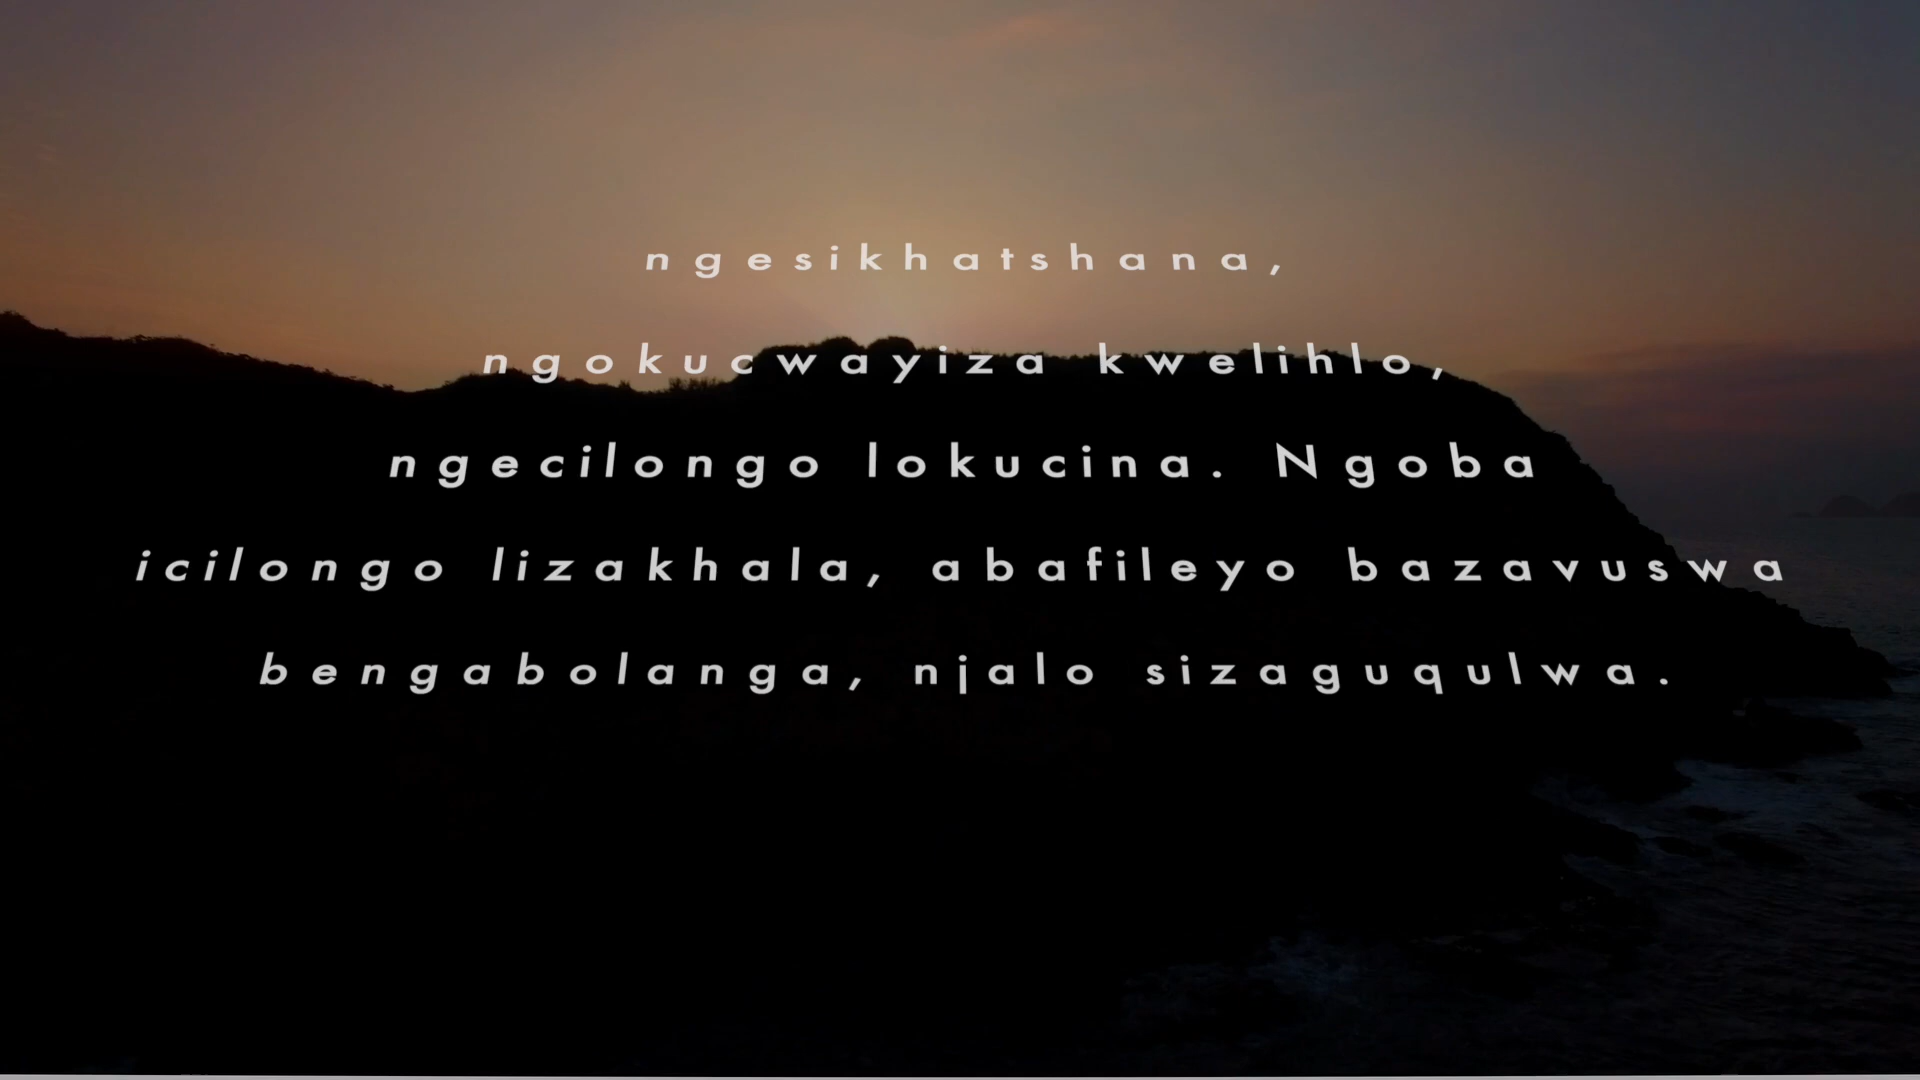 ngesikhatshana,
ngokucwayiza kwelihlo,
ngecilongo lokucina. Ngoba
icilongo lizakhala, abafileyo bazavuswa
bengabolanga, njalo sizaguqulwa.